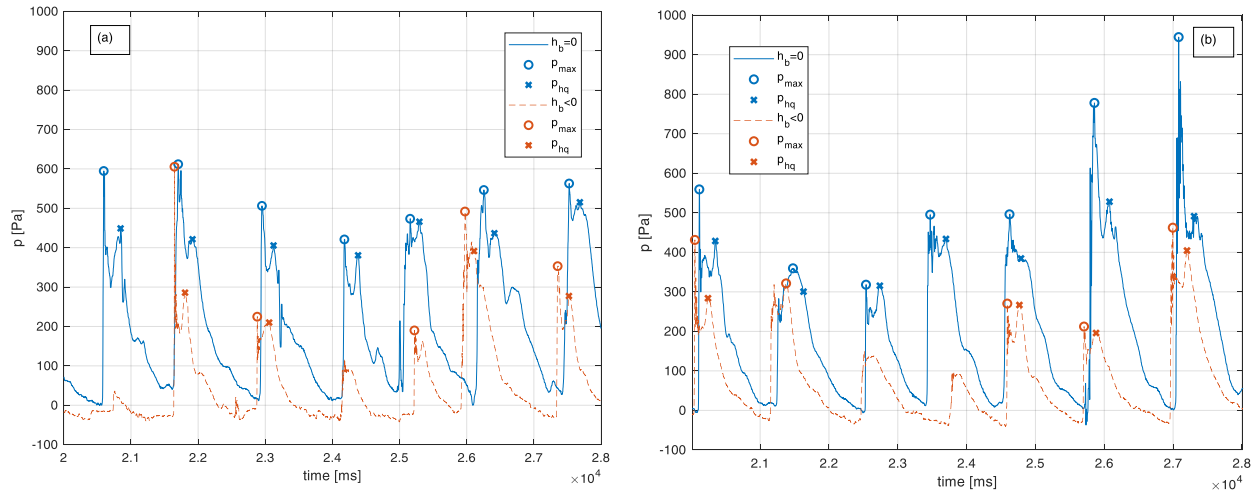 1000
900
800
700
600
500
400
300
200
100
0
-100
p [Pa]
(a)
h_b=0
p_max
p_hq
h_b<0
p_max
p_hq
2 2.1 2.2 2.3 2.4 2.5 2.6 2.7 2.8
time [ms]
×10^4
1000
900
800
700
600
500
400
300
200
100
0
-100
p [Pa]
(b)
h_b=0
p_max
p_hq
h_b<0
p_max
p_hq
2.1 2.2 2.3 2.4 2.5 2.6 2.7 2.8
time [ms]
×10^4